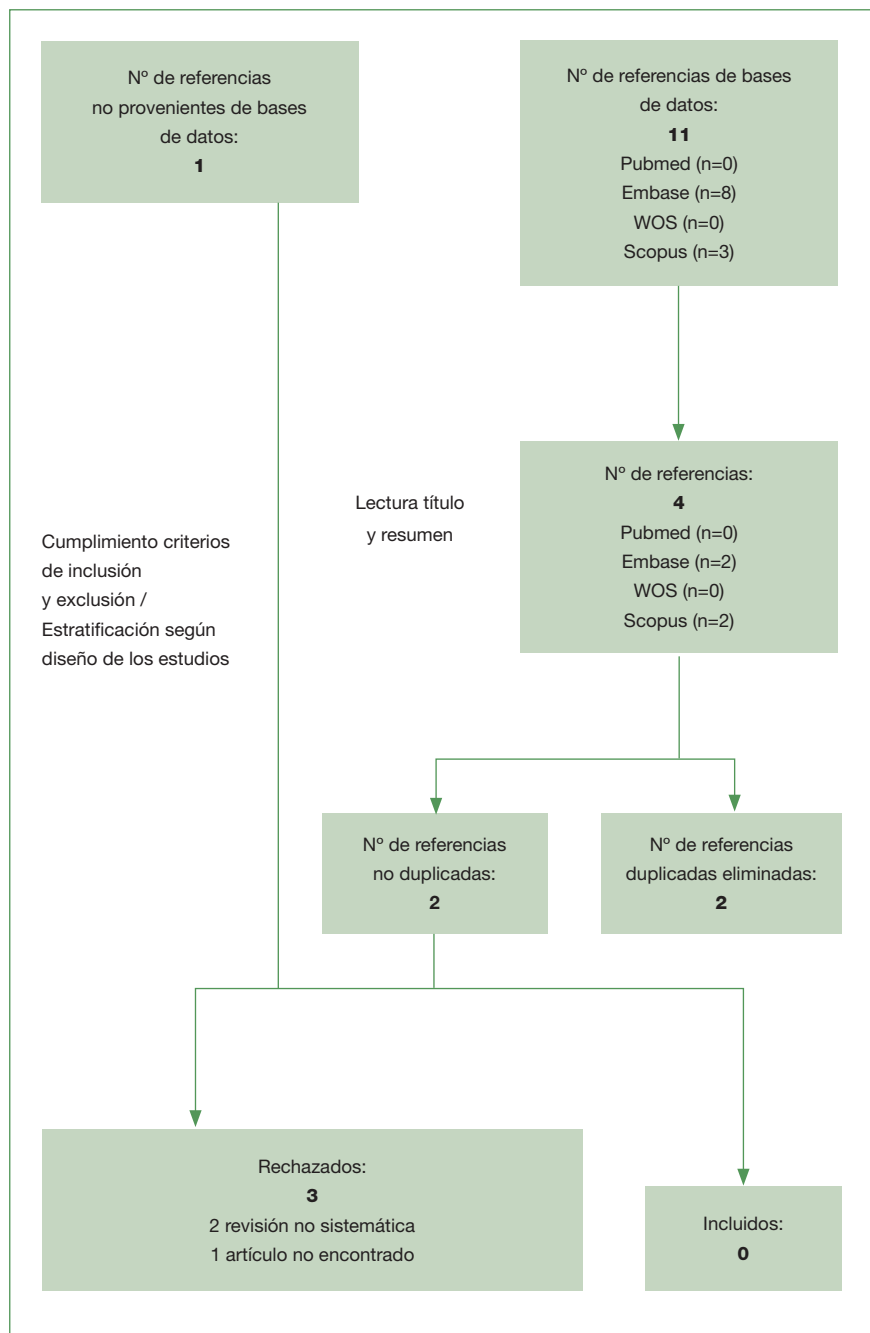 Nº de referencias
no provenientes de bases
de datos:
1
Nº de referencias de bases
de datos:
11
Pubmed (n=0)
Embase (n=8)
WOS (n=0)
Scopus (n=3)
Lectura título
y resumen
Nº de referencias:
4
Pubmed (n=0)
Embase (n=2)
WOS (n=0)
Scopus (n=2)
Cumplimiento criterios
de inclusión
y exclusión /
Estratificación según
diseño de los estudios
Nº de referencias
no duplicadas:
2
Nº de referencias
duplicadas eliminadas:
2
Rechazados:
3
2 revisión no sistemática
1 artículo no encontrado
Incluidos:
0